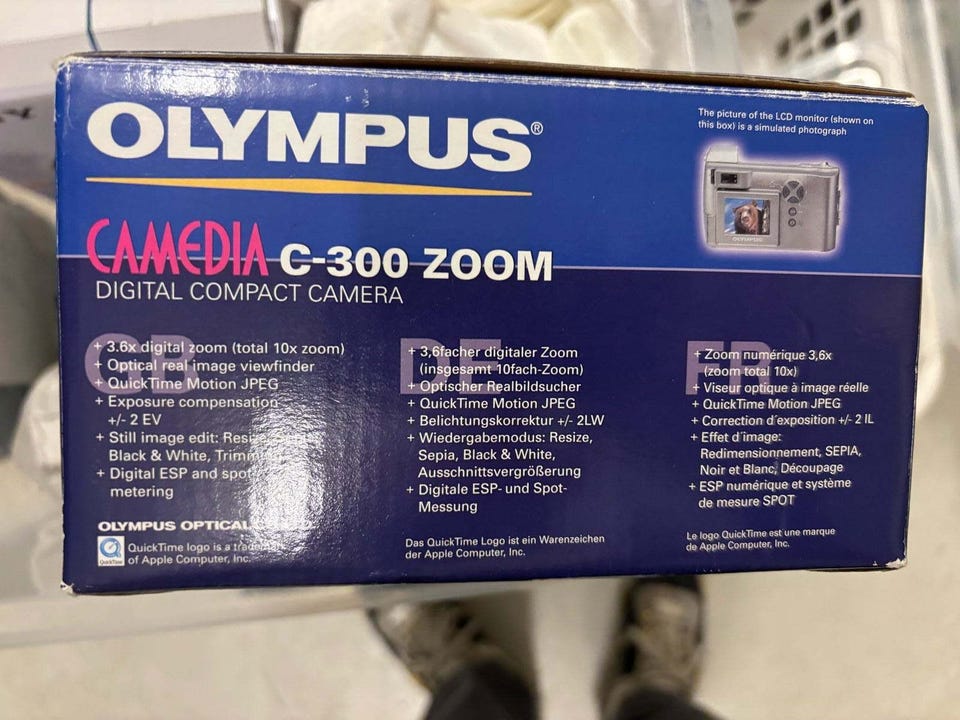 OLYMPUS®
The picture of the LCD monitor (shown on
this box) is a simulated photograph
OLYMPUS
CAMEDIA C-300 ZOOM
DIGITAL COMPACT CAMERA
GB
+ 3.6x digital zoom (total 10x zoom)
+ Optical real image viewfinder
+ QuickTime Motion JPEG
+ Exposure compensation
+/- 2 EV
+ Still image edit: Resize, Sepia,
Black & White, Trimming
+ Digital ESP and spot
metering
OLYMPUS OPTICAL
QuickTime
QuickTime logo is a trademark
of Apple Computer, Inc.
DE
+ 3,6facher digitaler Zoom
(insgesamt 10fach-Zoom)
+ Optischer Realbildsucher
+ QuickTime Motion JPEG
+ Belichtungskorrektur +/- 2LW
+ Wiedergabemodus: Resize,
Sepia, Black & White,
Ausschnittsvergrößerung
+ Digitale ESP- und Spot-
Messung
Das QuickTime Logo ist ein Warenzeichen
der Apple Computer, Inc.
FR
+ Zoom numérique 3,6x
(zoom total 10x)
+ Viseur optique à image réelle
+ QuickTime Motion JPEG
+ Correction d'exposition +/- 2 IL
+ Effet d'image:
Redimensionnement, SEPIA,
Noir et Blanc, Découpage
+ ESP numérique et système
de mesure SPOT
Le logo QuickTime est une marque
de Apple Computer, Inc.